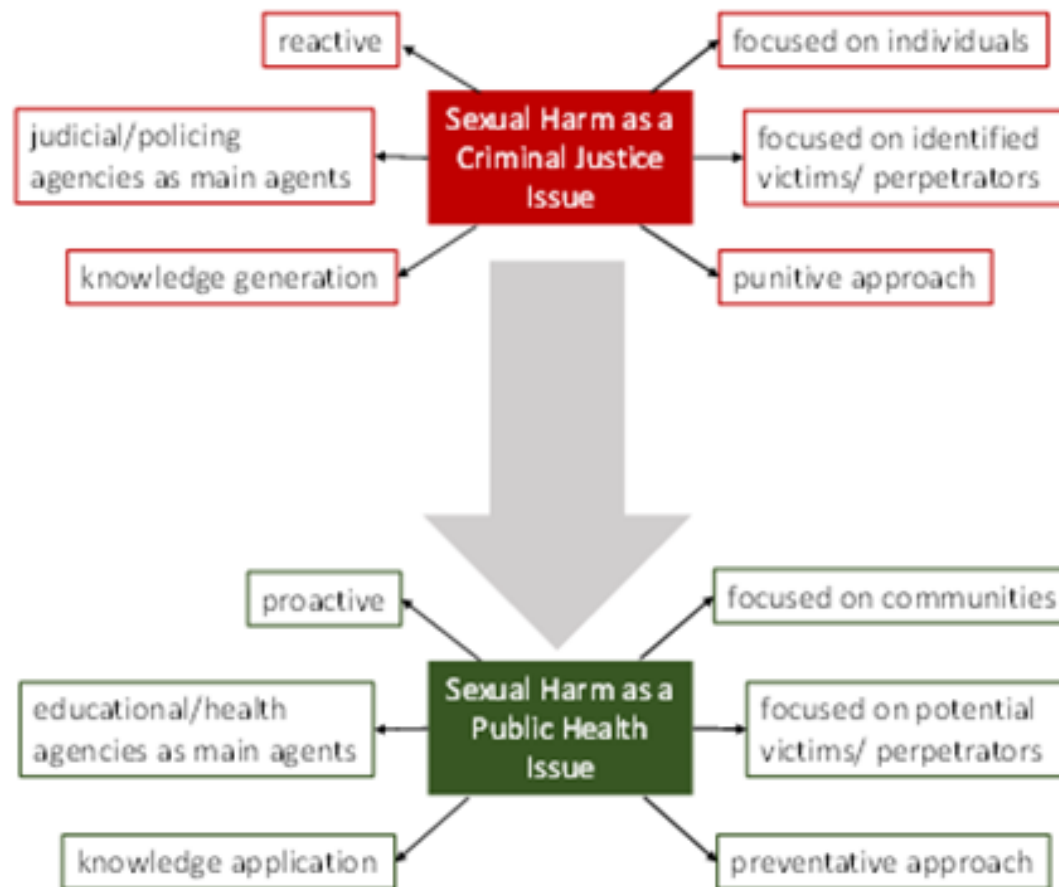 reactive
focused on individuals
Sexual Harm as a
Criminal Justice
Issue
judicial/policing
agencies as main agents
focused on identified
victims/ perpetrators
knowledge generation
punitive approach
proactive
focused on communities
Sexual Harm as a
Public Health
Issue
educational/health
agencies as main agents
focused on potential
victims/ perpetrators
knowledge application
preventative approach